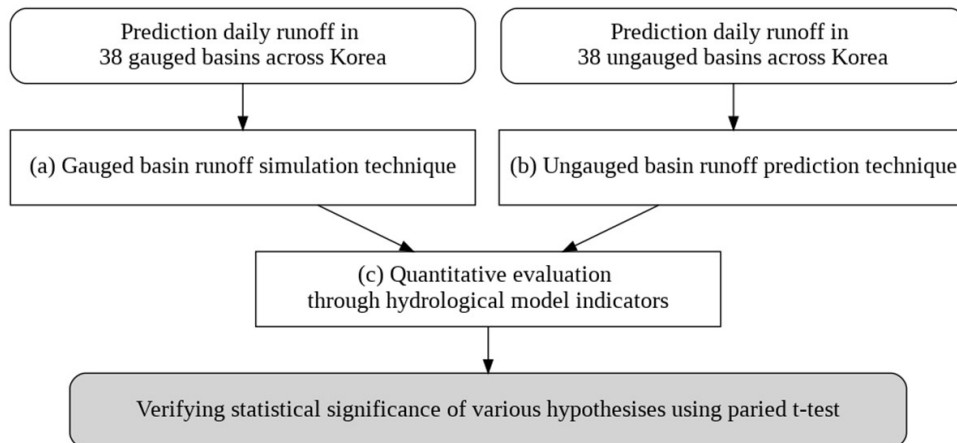 Prediction daily runoff in
38 gauged basins across Korea
Prediction daily runoff in
38 ungauged basins across Korea
(a) Gauged basin runoff simulation technique
(b) Ungauged basin runoff prediction technique
(c) Quantitative evaluation
through hydrological model indicators
Verifying statistical significance of various hypothesises using paried t-test